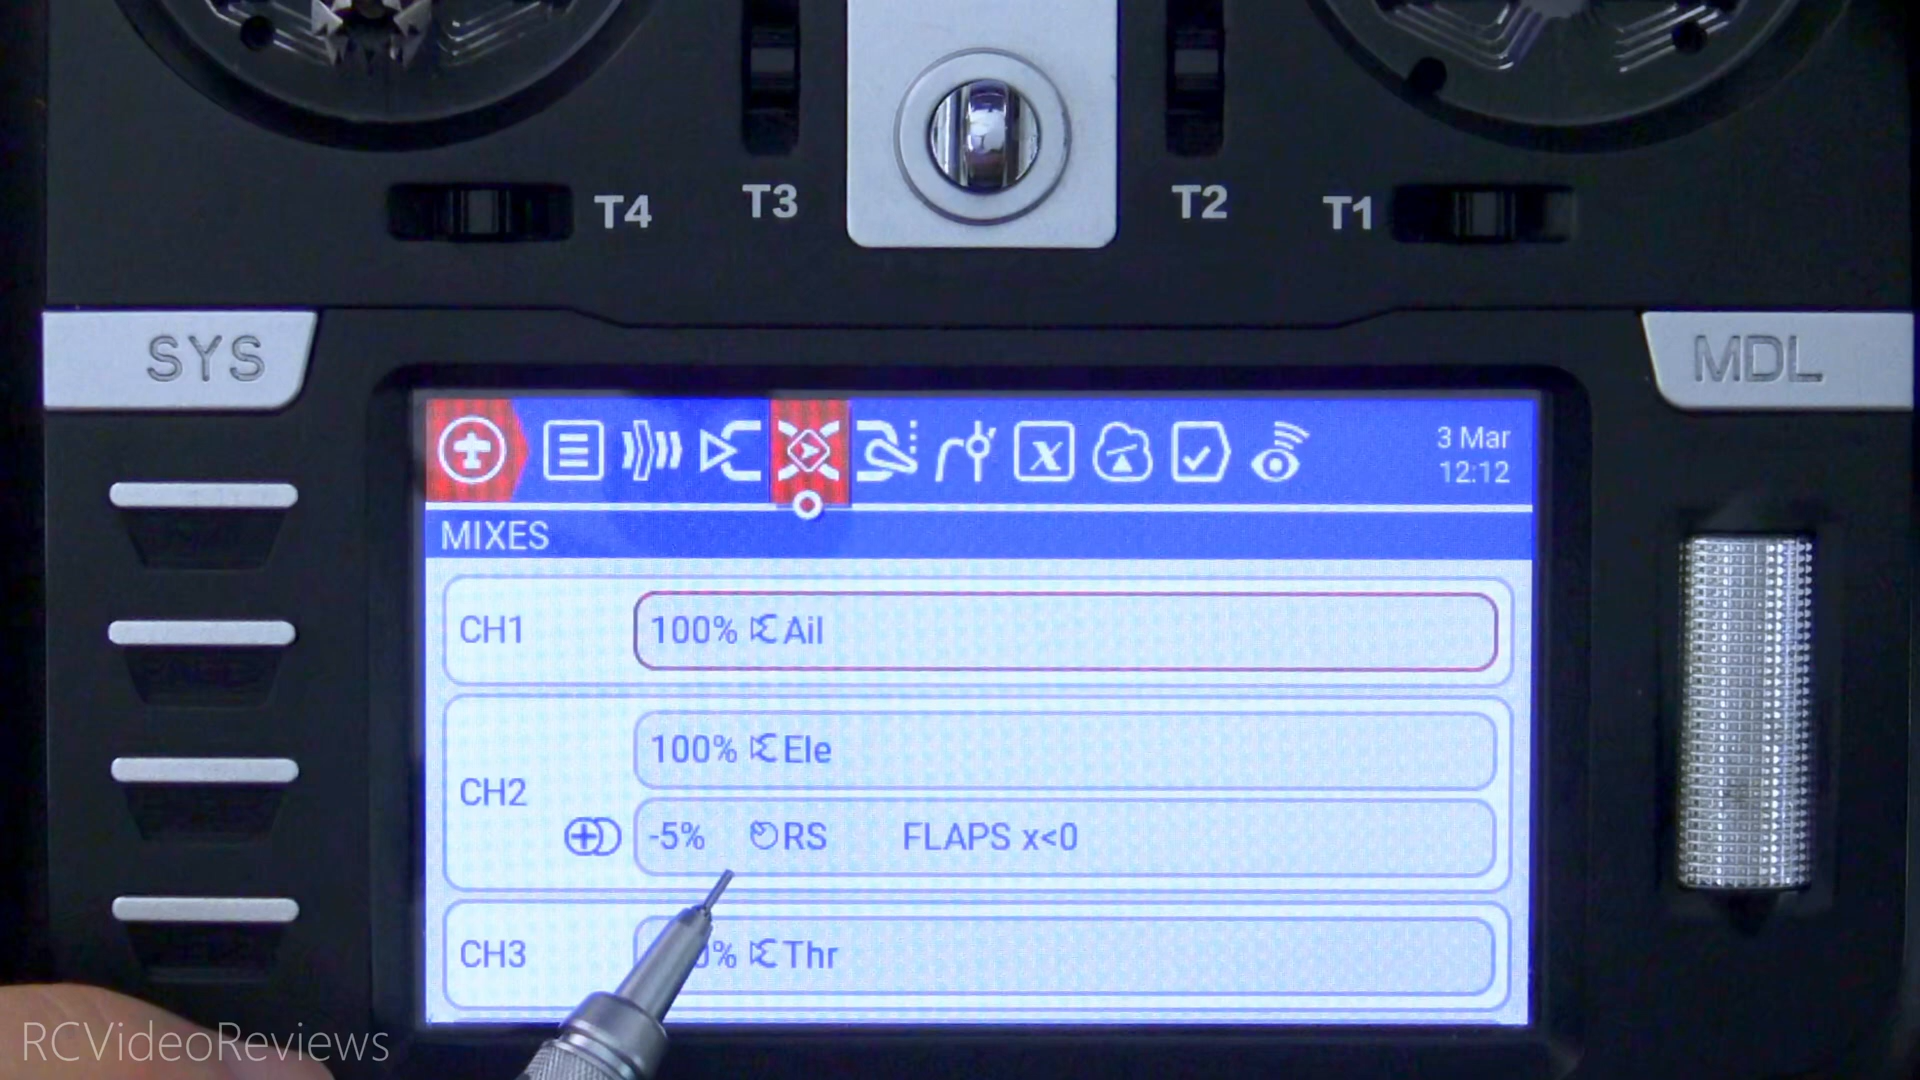 T4
T3
T2
T1
SYS
MDL
3 Mar
12:12
MIXES
CH1
100% Ail
CH2
100% Ele
-5% RS FLAPS x<0
CH3
% Thr
RCVideoReviews